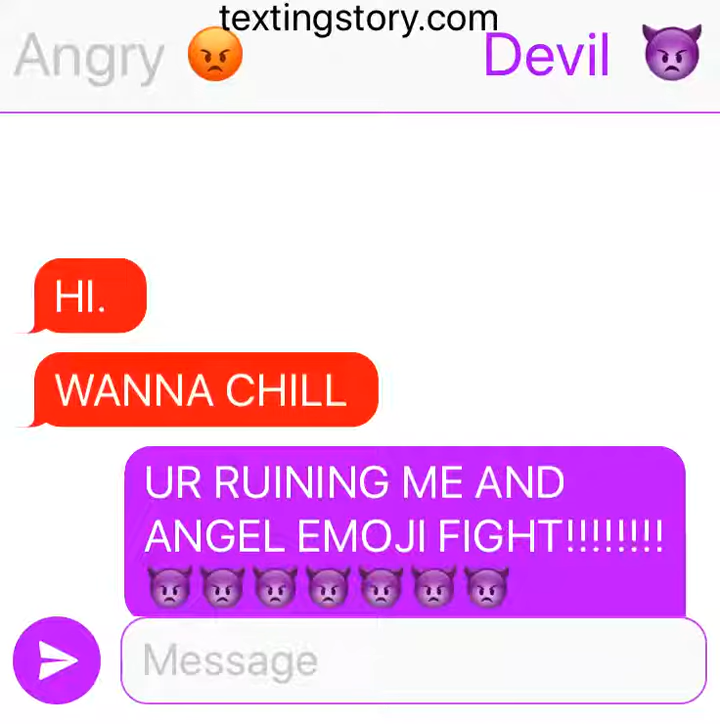 textingstory.com
Angry 😡
Devil 👿
HI.
WANNA CHILL
UR RUINING ME AND
ANGEL EMOJI FIGHT!!!!!!!!
👿👿👿👿👿👿👿
Message